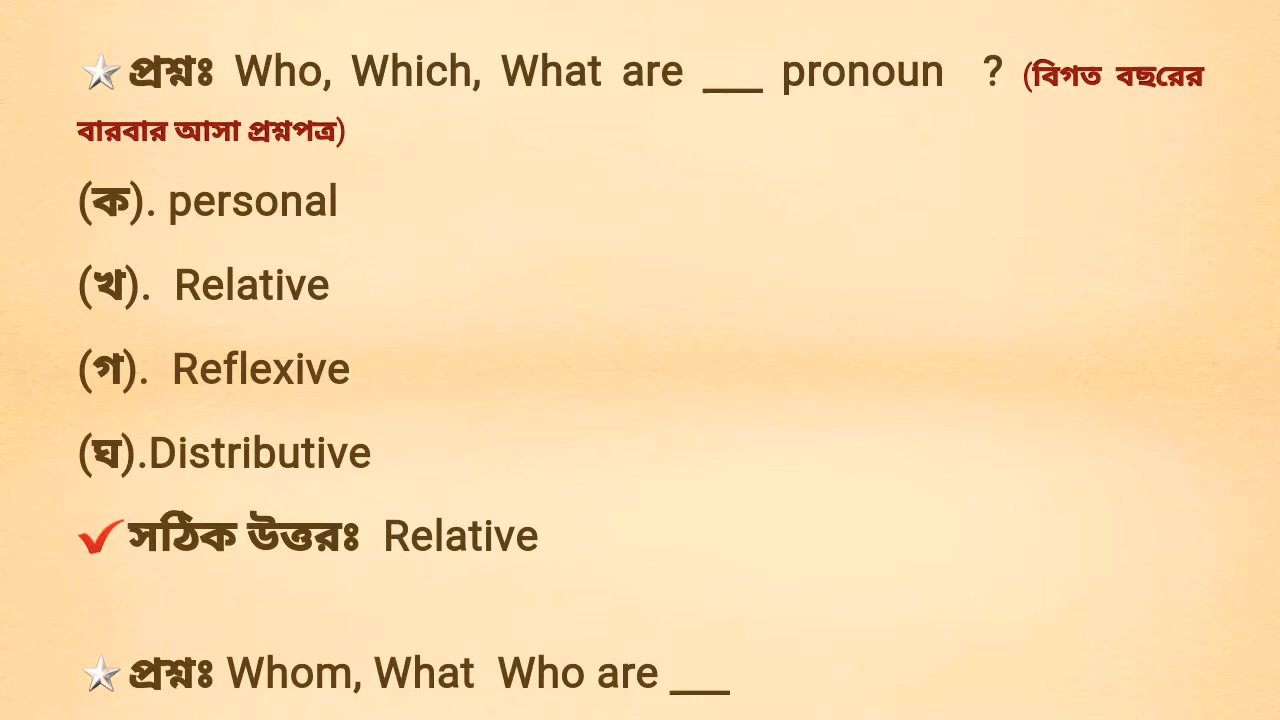 প্রশ্নঃ Who, Which, What are ___ pronoun ? (বিগত বছরের
বারবার আসা প্রশ্নপত্র)
(ক). personal
(খ). Relative
(গ). Reflexive
(ঘ).Distributive
সঠিক উত্তরঃ Relative
প্রশ্নঃ Whom, What Who are ___